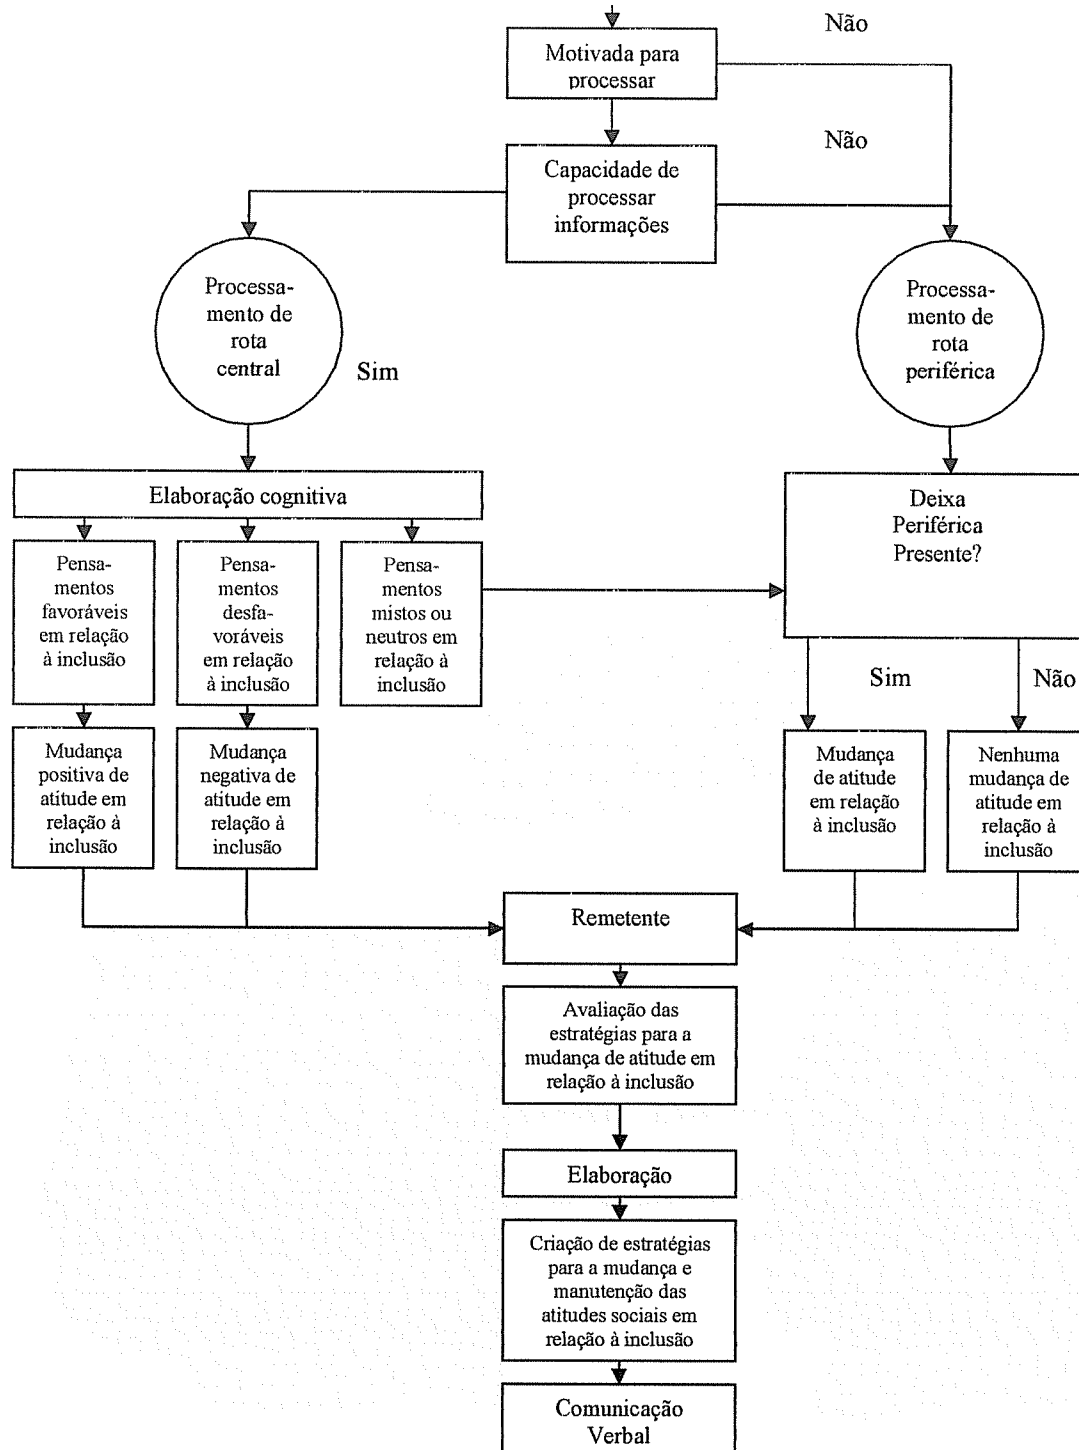 Não
Motivada para
processar
Não
Capacidade de
processar
informações
Processa-
mento de
rota
central
Sim
Processa-
mento de
rota
periférica
Elaboração cognitiva
Deixa
Periférica
Presente?
Pensa-
mentos
favoráveis
em relação
à inclusão
Pensa-
mentos
desfa-
voráveis
em relação
à inclusão
Pensa-
mentos
mistos ou
neutros em
relação à
inclusão
Sim
Não
Mudança
positiva de
atitude em
relação à
inclusão
Mudança
negativa de
atitude em
relação à
inclusão
Mudança
de atitude
em relação
à inclusão
Nenhuma
mudança de
atitude em
relação à
inclusão
Remetente
Avaliação das
estratégias para a
mudança de atitude em
relação à inclusão
Elaboração
Criação de estratégias
para a mudança e
manutenção das
atitudes sociais em
relação à inclusão
Comunicação
Verbal